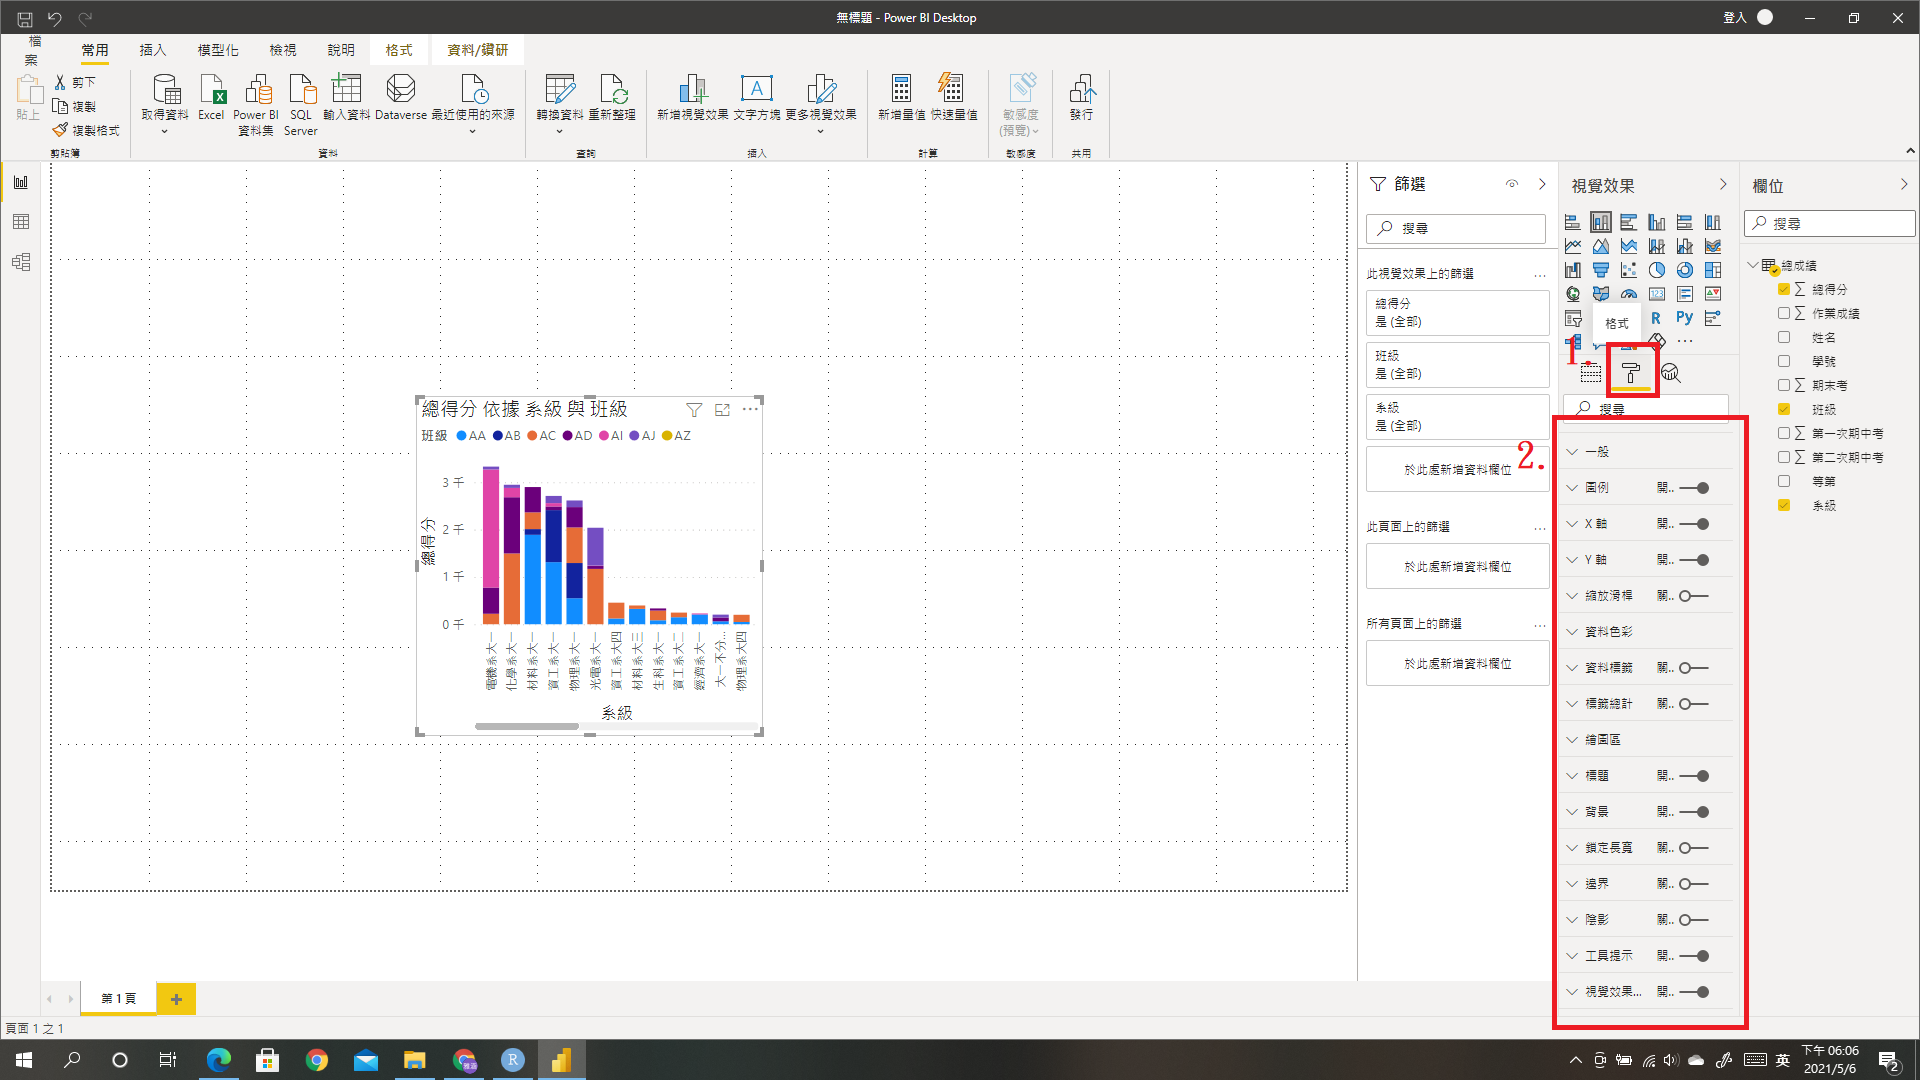 無標題 - Power BI Desktop
登入
檔案
常用
插入
模型化
檢視
說明
格式
資料/鑽研
貼上
剪下
複製
複製格式
剪貼簿
取得資料
Excel
Power BI
資料集
SQL
Server
輸入資料
Dataverse
最近使用的來源
資料
轉換資料
重新整理
查詢
新增視覺效果
文字方塊
更多視覺效果
插入
新增量值
快速量值
計算
敏感度
(預覽)
敏感度
發行
共用
總得分 依據 系級 與 班級
班級 AA AB AC AD AI AJ AZ
3 千
2 千
1 千
0 千
總得分
電機系大一
化學系大一
材料系大一
資工系大一
物理系大一
光電系大一
資工系大四
材料系大三
生科系大一
資工系大二
經濟系大一
大一不分...
物理系大四
系級
篩選
搜尋
此視覺效果上的篩選
總得分
是 (全部)
班級
是 (全部)
系級
是 (全部)
於此處新增資料欄位
此頁面上的篩選
於此處新增資料欄位
所有頁面上的篩選
於此處新增資料欄位
視覺效果
123
R
Py
格式
1.
搜尋
2.
一般
圖例 開..
X 軸 開..
Y 軸 開..
縮放滑桿 關..
資料色彩
資料標籤 關..
標籤總計 關..
繪圖區
標題 開..
背景 開..
鎖定長寬 關..
邊界 關..
陰影 關..
工具提示 開..
視覺效果... 開..
欄位
搜尋
總成績
總得分
作業成績
姓名
學號
期末考
班級
第一次期中考
第二次期中考
等第
系級
第 1 頁
頁面 1 之 1
R
英
下午 06:06
2021/5/6
2